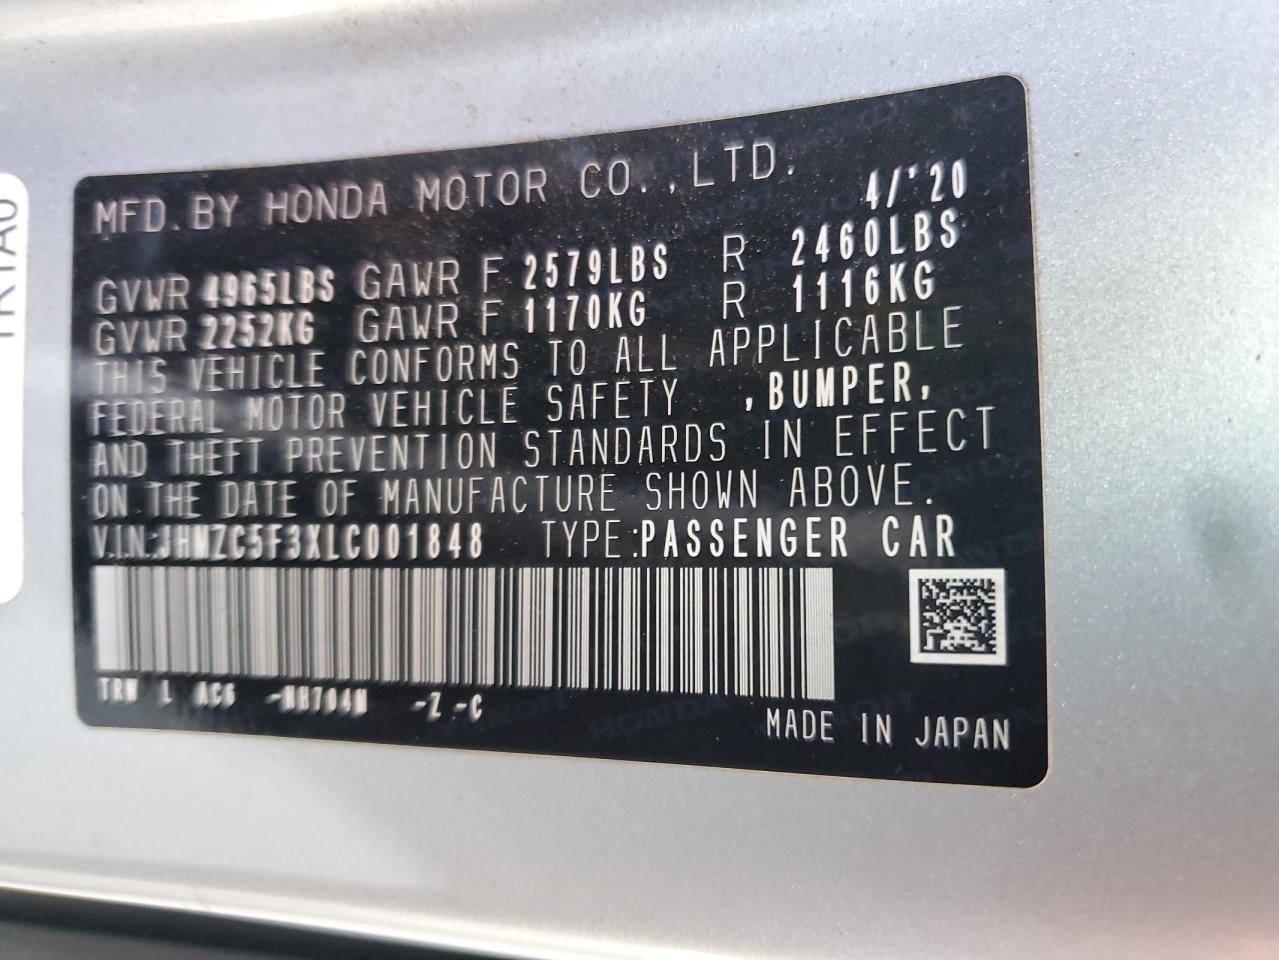 MFD. BY HONDA MOTOR CO., LTD. 4/'20
GVWR 4965LBS GAWR F 2579LBS R 2460LBS
GVWR 2252KG GAWR F 1170KG R 1116KG
THIS VEHICLE CONFORMS TO ALL APPLICABLE
FEDERAL MOTOR VEHICLE SAFETY ,BUMPER,
AND THEFT PREVENTION STANDARDS IN EFFECT
ON THE DATE OF MANUFACTURE SHOWN ABOVE.
V.I.N.:JHMZC5F3XLC001848 TYPE:PASSENGER CAR
TRW L AC6 -NH704M -Z -C
MADE IN JAPAN